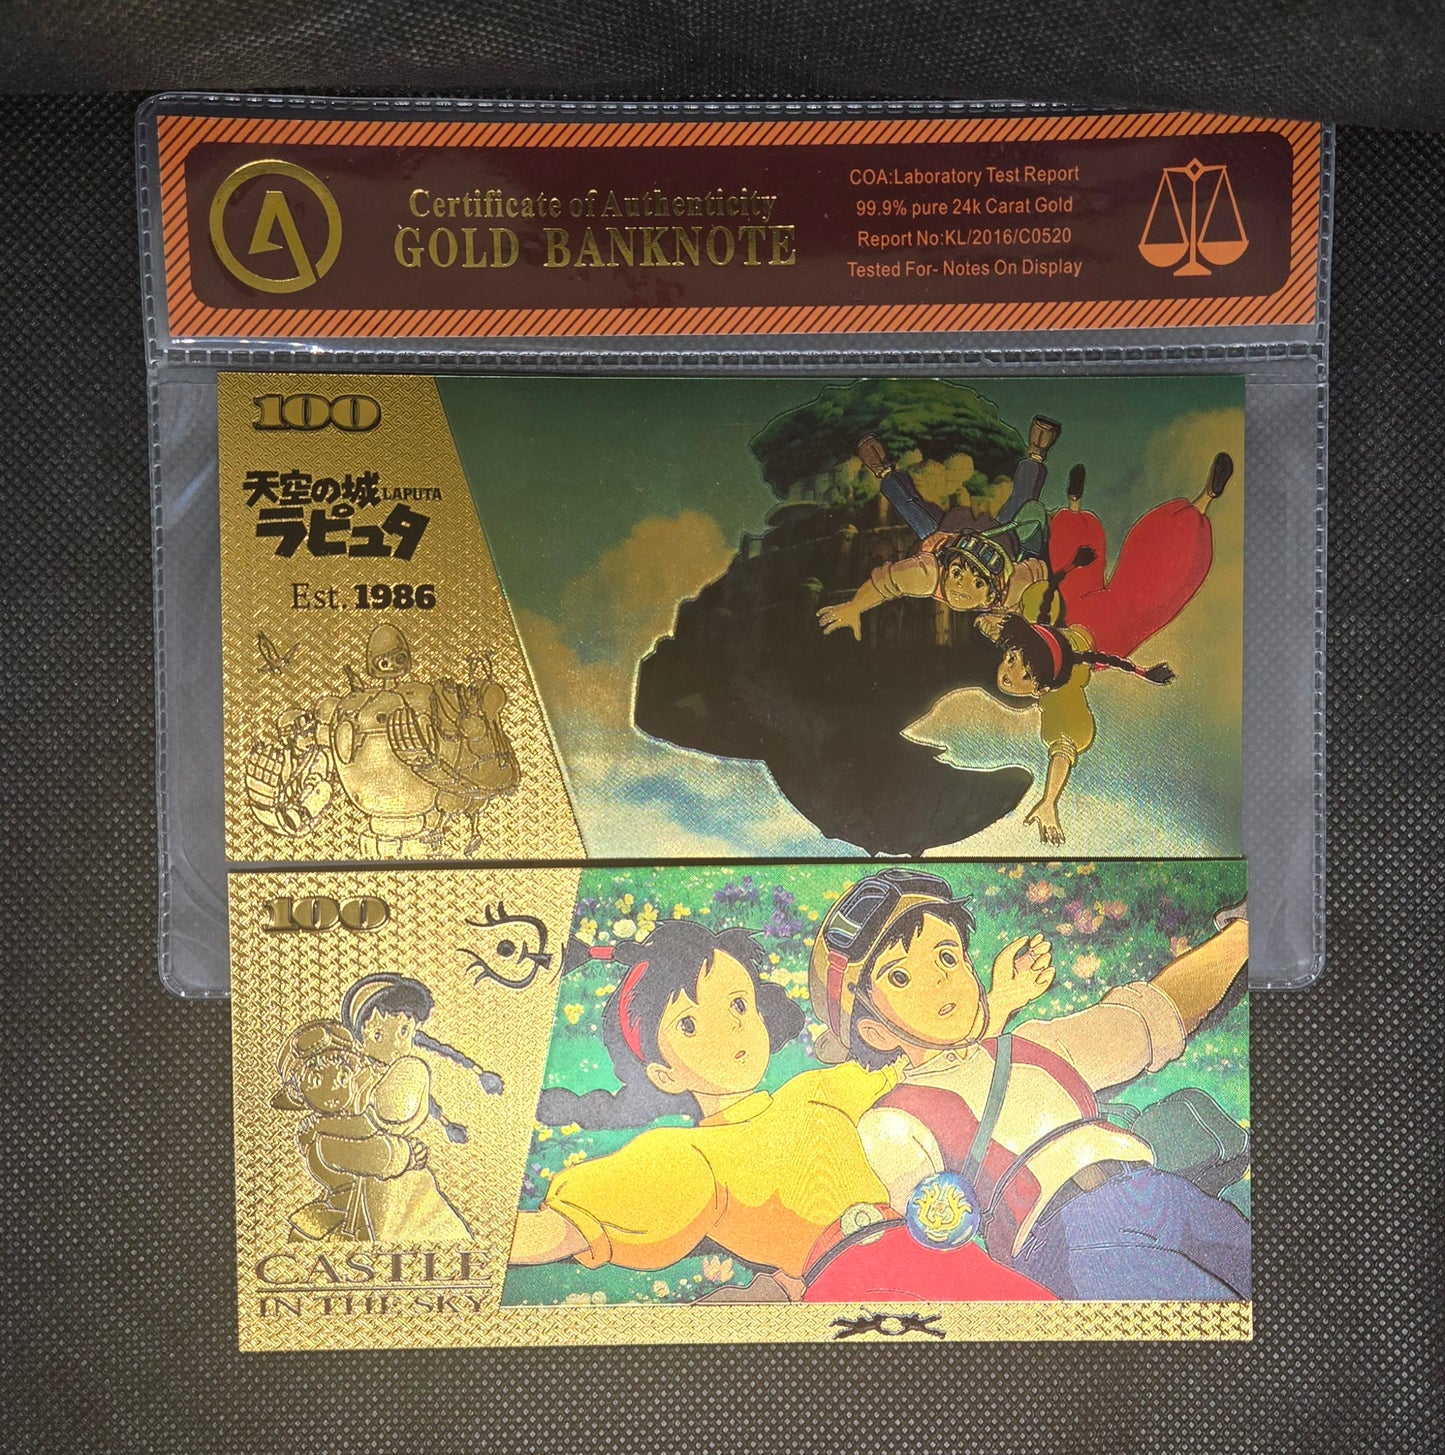 Certificate of Authenticity
GOLD BANKNOTE
COA:Laboratory Test Report
99.9% pure 24k Carat Gold
Report No:KL/2016/C0520
Tested For- Notes On Display
100
天空の城 LAPUTA
ラピュタ
Est. 1986
100
CASTLE
IN THE SKY